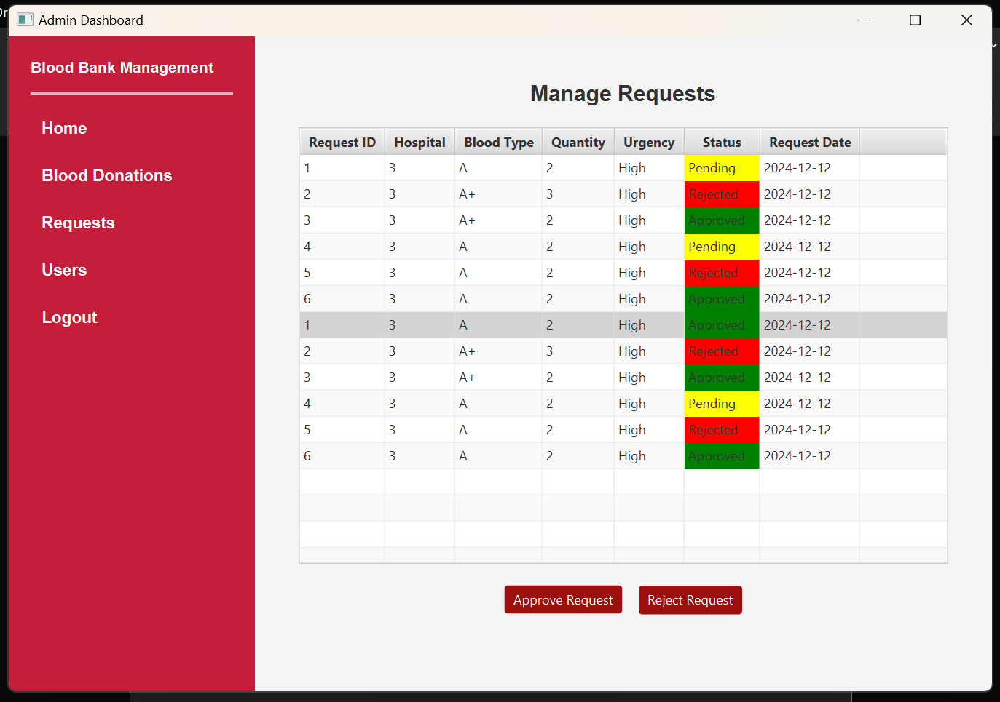 Admin Dashboard
Blood Bank Management
Home
Blood Donations
Requests
Users
Logout
Manage Requests
Request ID Hospital Blood Type Quantity Urgency Status Request Date
1 3 A 2 High Pending 2024-12-12
2 3 A+ 3 High Rejected 2024-12-12
3 3 A+ 2 High Approved 2024-12-12
4 3 A 2 High Pending 2024-12-12
5 3 A 2 High Rejected 2024-12-12
6 3 A 2 High Approved 2024-12-12
1 3 A 2 High Approved 2024-12-12
2 3 A+ 3 High Rejected 2024-12-12
3 3 A+ 2 High Approved 2024-12-12
4 3 A 2 High Pending 2024-12-12
5 3 A 2 High Rejected 2024-12-12
6 3 A 2 High Approved 2024-12-12
Approve Request Reject Request